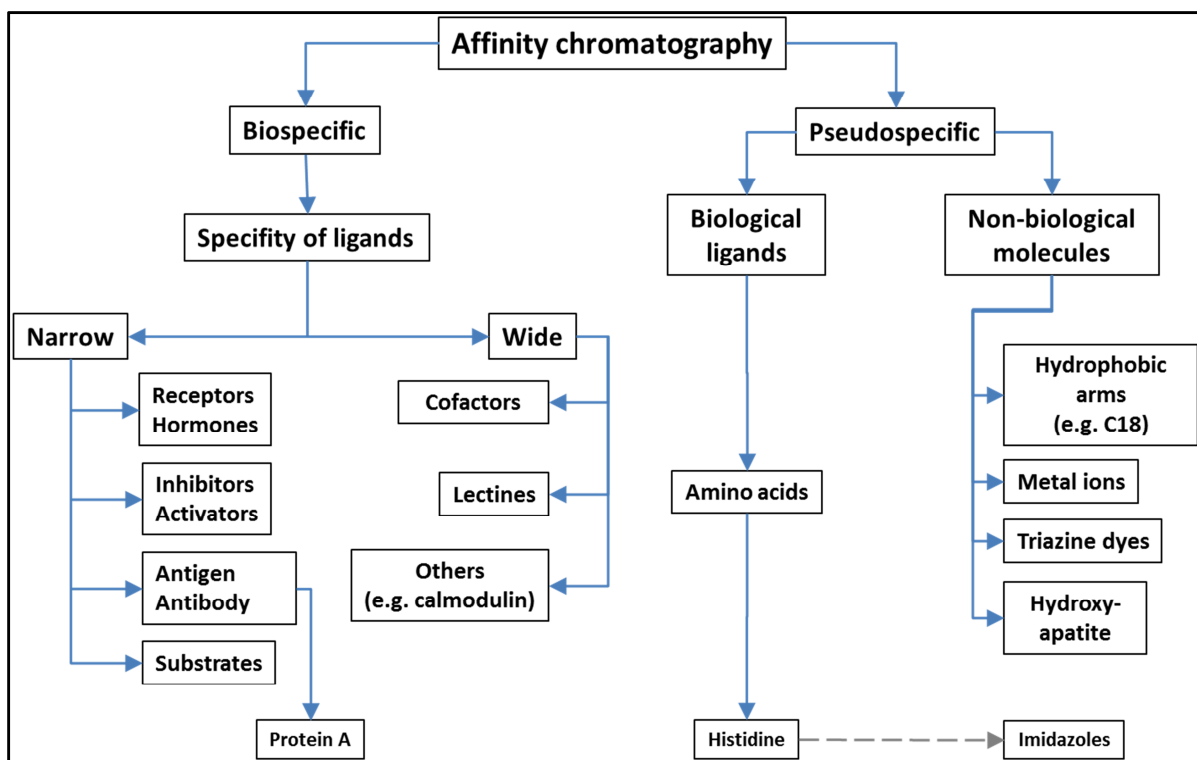 Affinity chromatography
Biospecific
Pseudospecific
Specifity of ligands
Biological
ligands
Non-biological
molecules
Narrow
Wide
Receptors
Hormones
Cofactors
Hydrophobic
arms
(e.g. C18)
Inhibitors
Activators
Lectines
Amino acids
Metal ions
Triazine dyes
Antigen
Antibody
Others
(e.g. calmodulin)
Hydroxy-
apatite
Substrates
Protein A
Histidine
Imidazoles